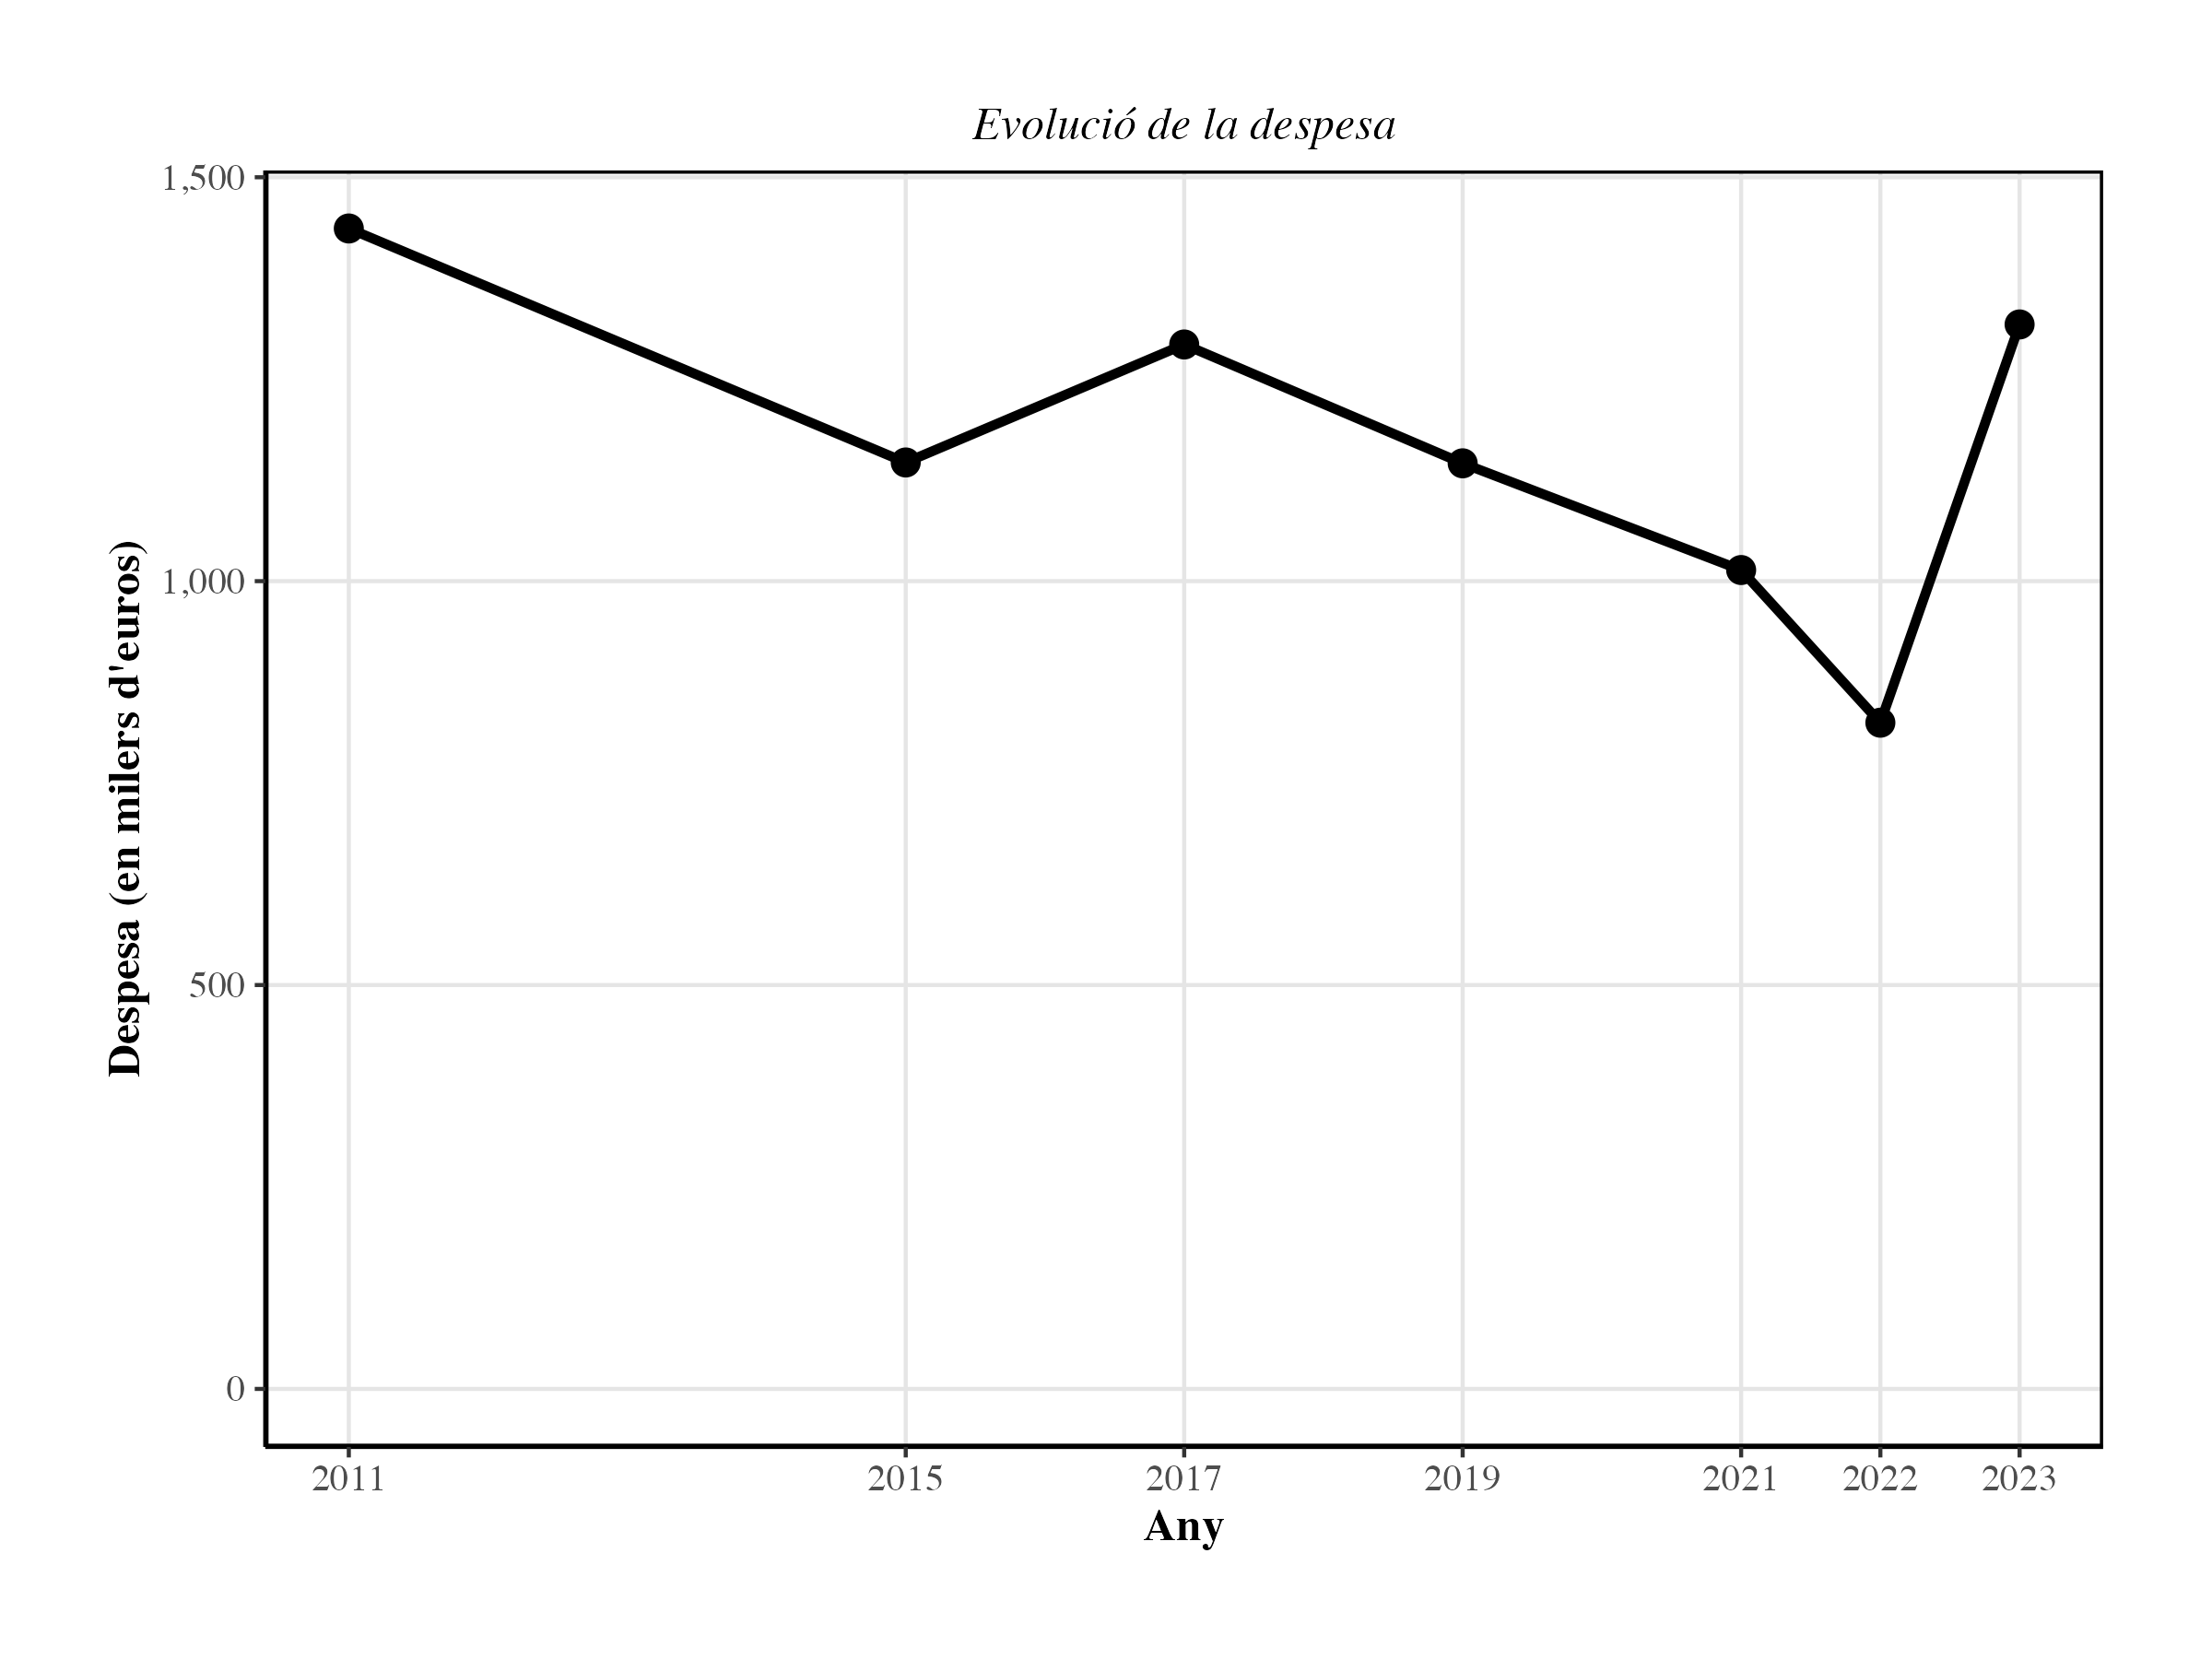 Evolució de la despesa
1,500
1,000
500
0
Despesa (en milers d'euros)
2011 2015 2017 2019 2021 2022 2023
Any